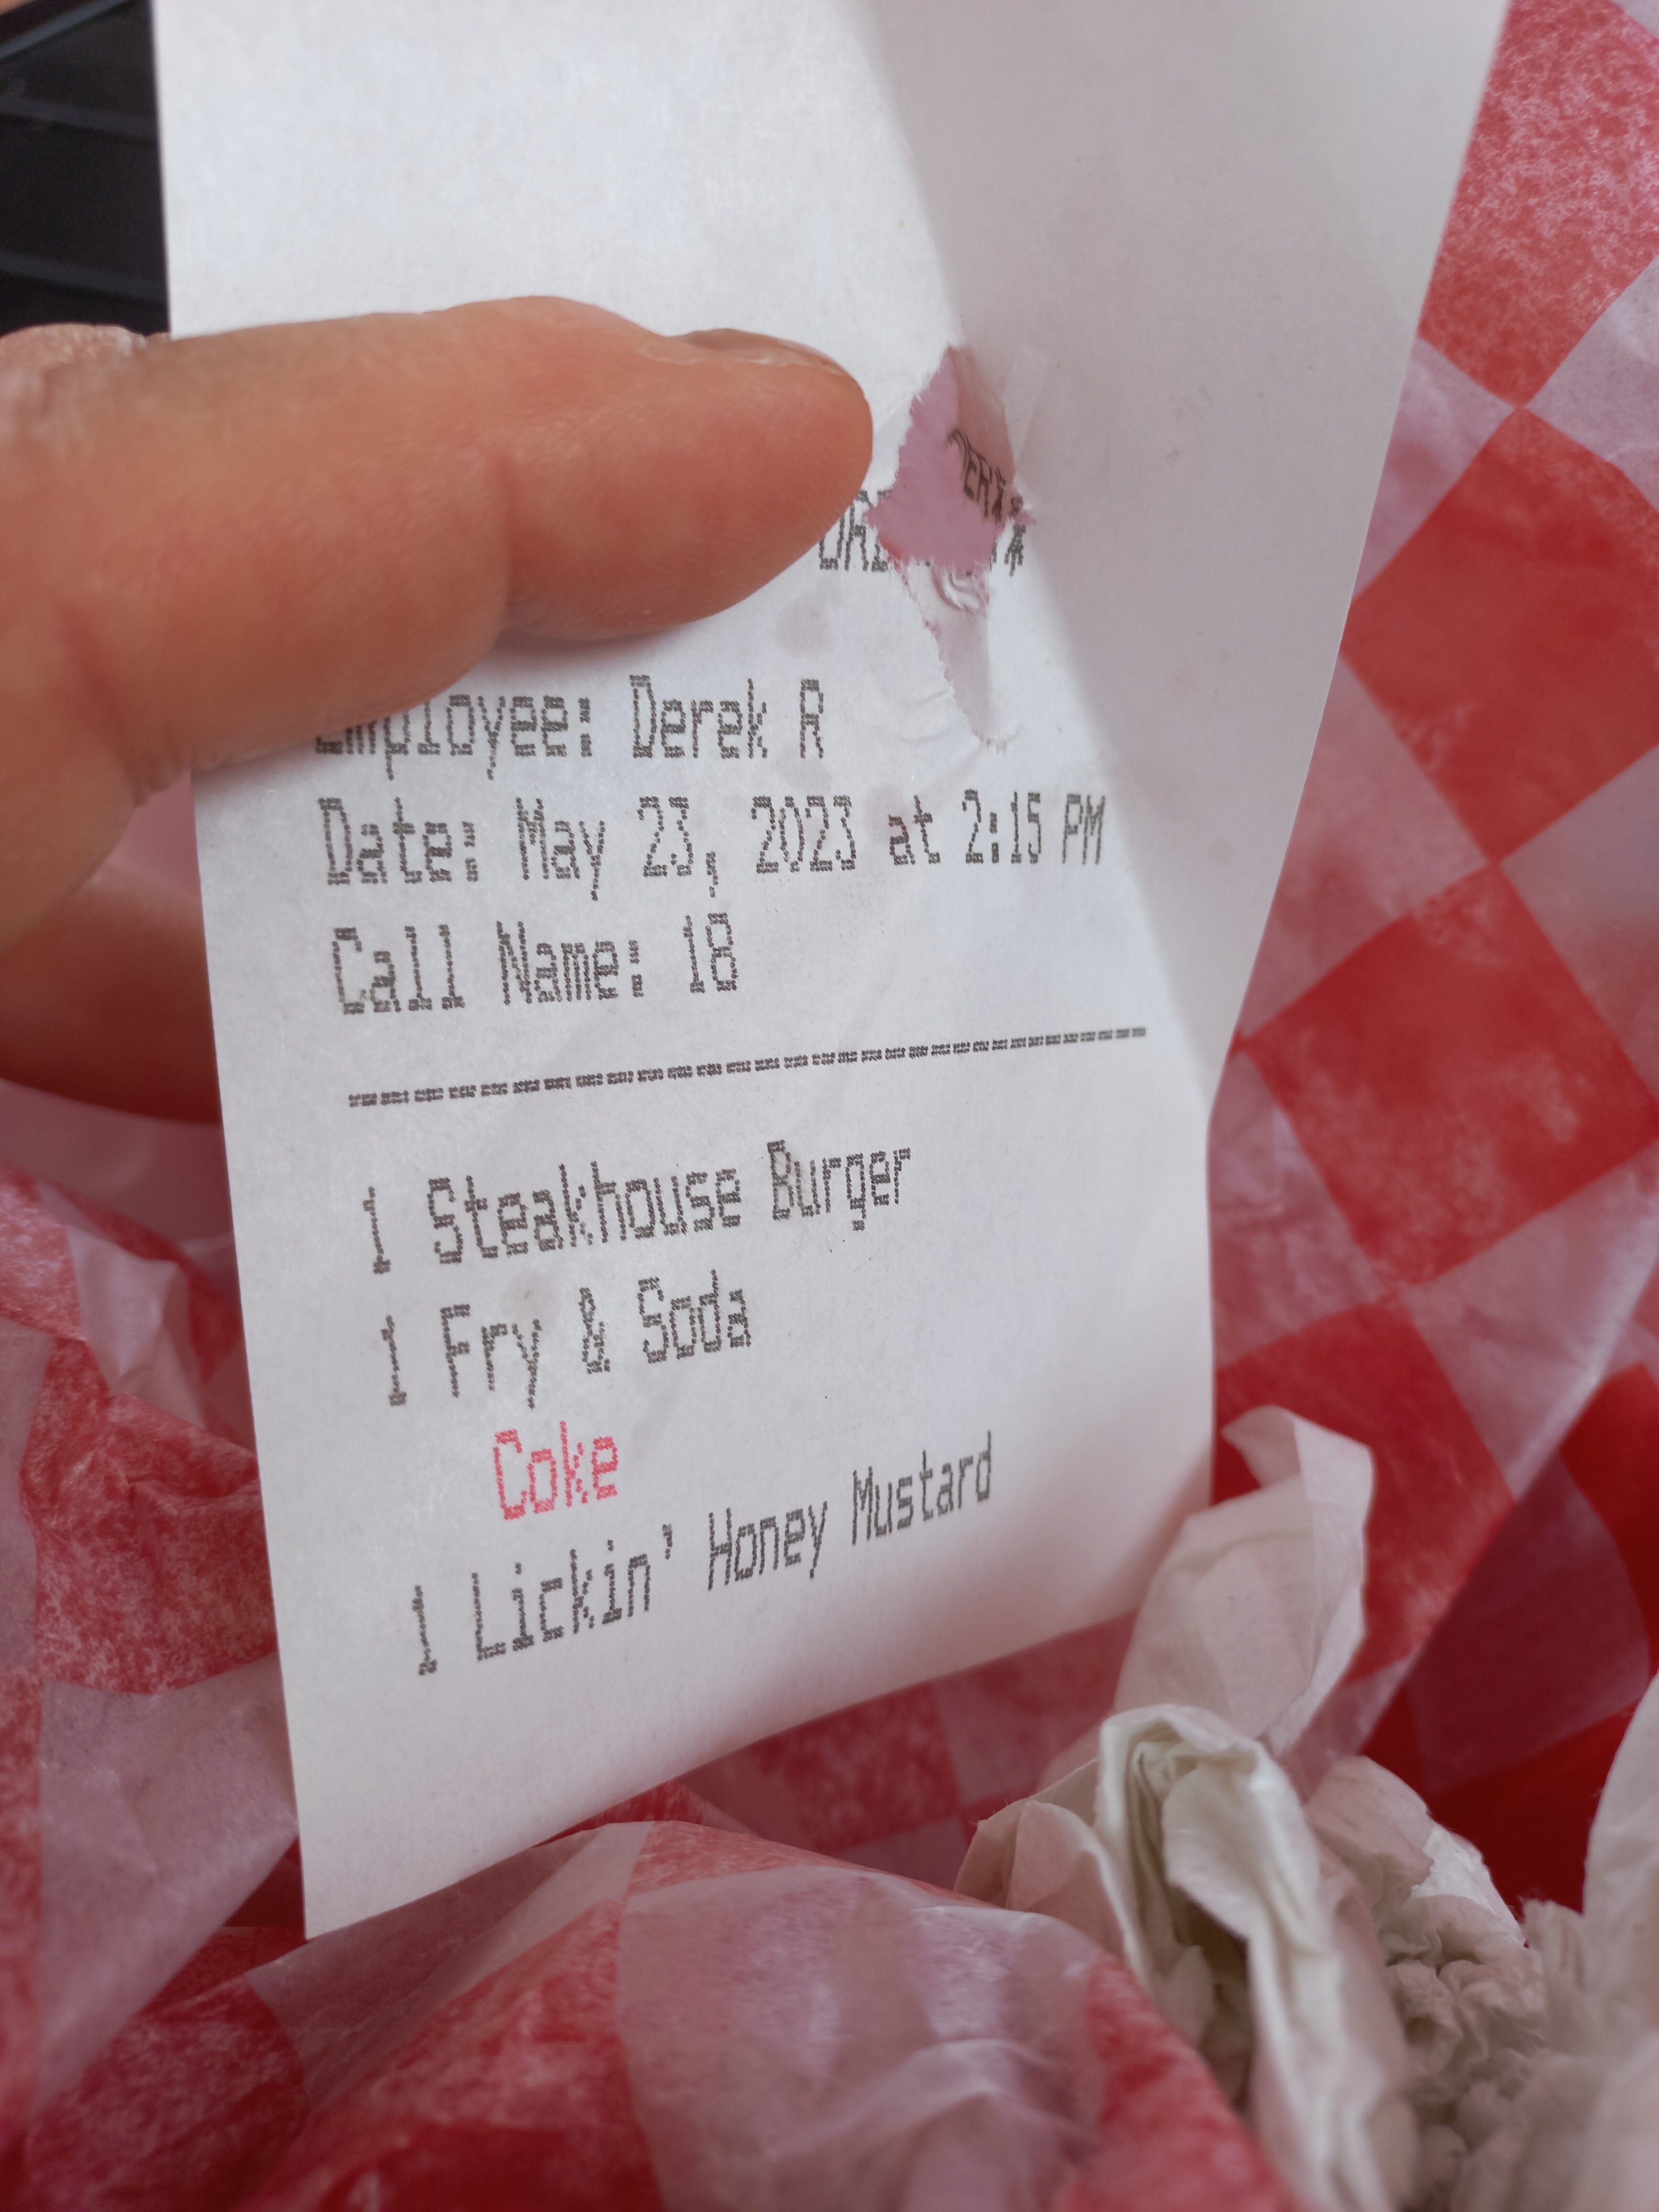 Employee: Derek R
Date: May 23, 2023 at 2:15 PM
Call Name: 18
1 Steakhouse Burger
1 Fry & Soda
Coke
1 Lickin' Honey Mustard